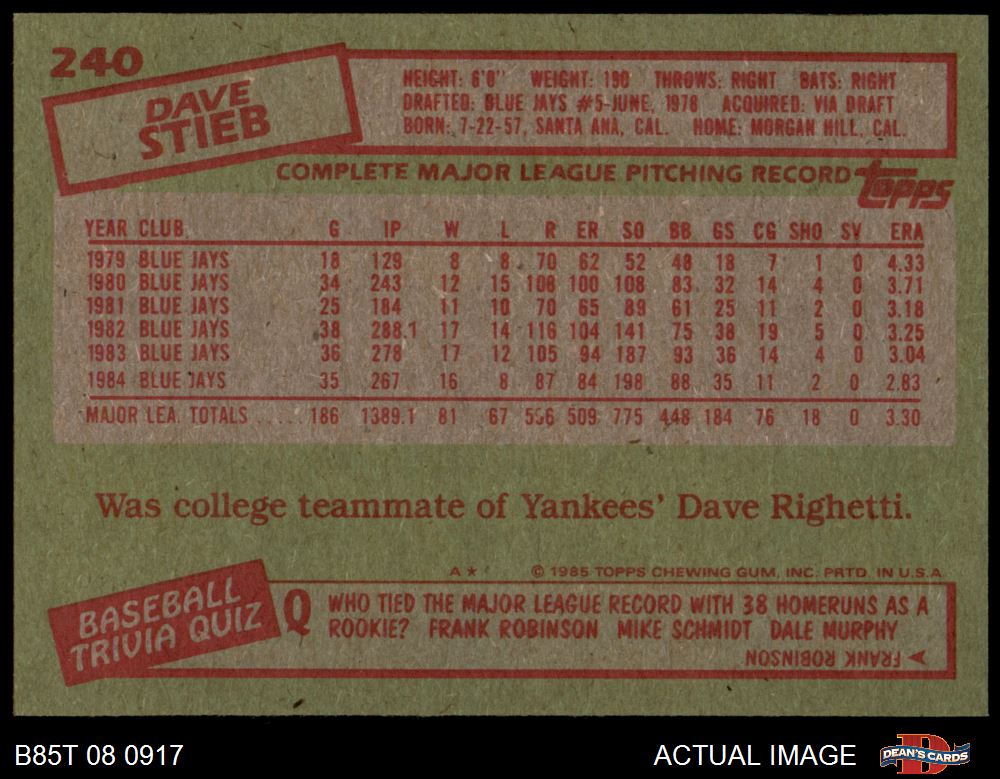 240
DAVE
STIEB
HEIGHT: 6'0" WEIGHT: 190 THROWS: RIGHT BATS: RIGHT
DRAFTED: BLUE JAYS #5-JUNE, 1978 ACQUIRED: VIA DRAFT
BORN: 7-22-57, SANTA ANA, CAL. HOME: MORGAN HILL, CAL.
COMPLETE MAJOR LEAGUE PITCHING RECORD topps
YEAR CLUB G IP W L R ER SO BB GS CG SHO SV ERA
1979 BLUE JAYS 18 129 8 8 70 62 52 48 18 7 1 0 4.33
1980 BLUE JAYS 34 243 12 15 108 100 108 83 32 14 4 0 3.71
1981 BLUE JAYS 25 184 11 10 70 65 89 61 25 11 2 0 3.18
1982 BLUE JAYS 38 288.1 17 14 116 104 141 75 38 19 5 0 3.25
1983 BLUE JAYS 36 278 17 12 105 94 187 93 36 14 4 0 3.04
1984 BLUE JAYS 35 267 16 8 87 84 198 88 35 11 2 0 2.83
MAJOR LEA. TOTALS ..... 186 1389.1 81 67 556 509 775 448 184 76 18 0 3.30
Was college teammate of Yankees' Dave Righetti.
A* © 1985 TOPPS CHEWING GUM, INC. PRTD. IN U.S.A.
BASEBALL
TRIVIA QUIZ
Q WHO TIED THE MAJOR LEAGUE RECORD WITH 38 HOMERUNS AS A
ROOKIE? FRANK ROBINSON MIKE SCHMIDT DALE MURPHY
➤ FRANK ROBINSON
B85T 08 0917
ACTUAL IMAGE
DEAN'S CARDS